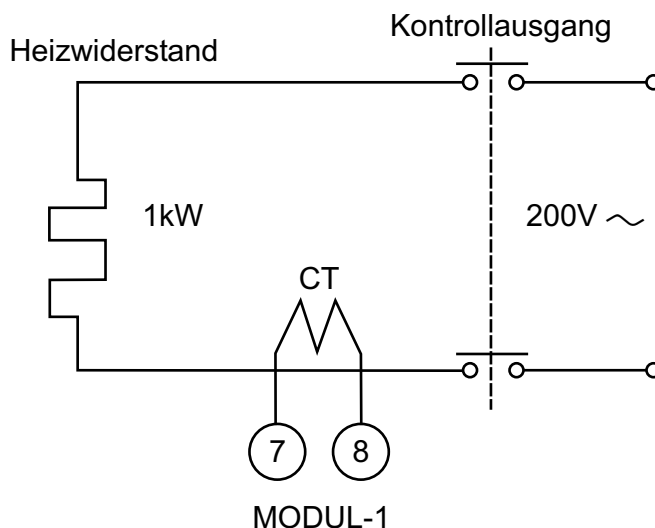 Kontrollausgang
Heizwiderstand
1kW
200V ~
CT
7
8
MODUL-1